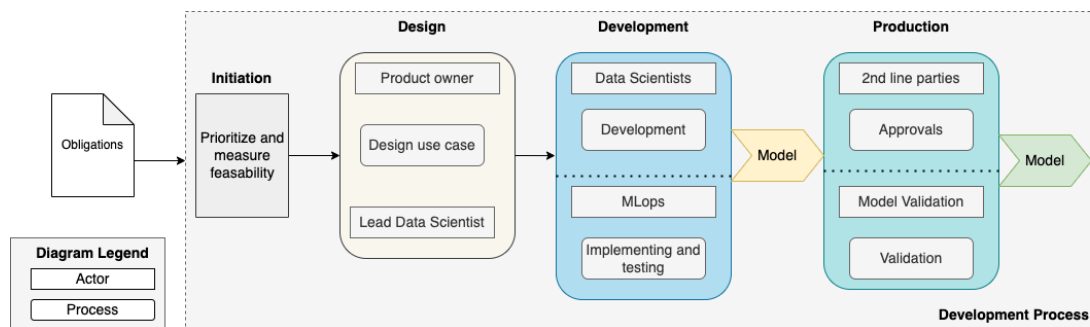 Design
Development
Production
Initiation
Product owner
Data Scientists
2nd line parties
Obligations
Prioritize and
measure
feasability
Design use case
Development
Approvals
Model
Model
Lead Data Scientist
MLops
Model Validation
Implementing and
testing
Validation
Diagram Legend
Actor
Process
Development Process